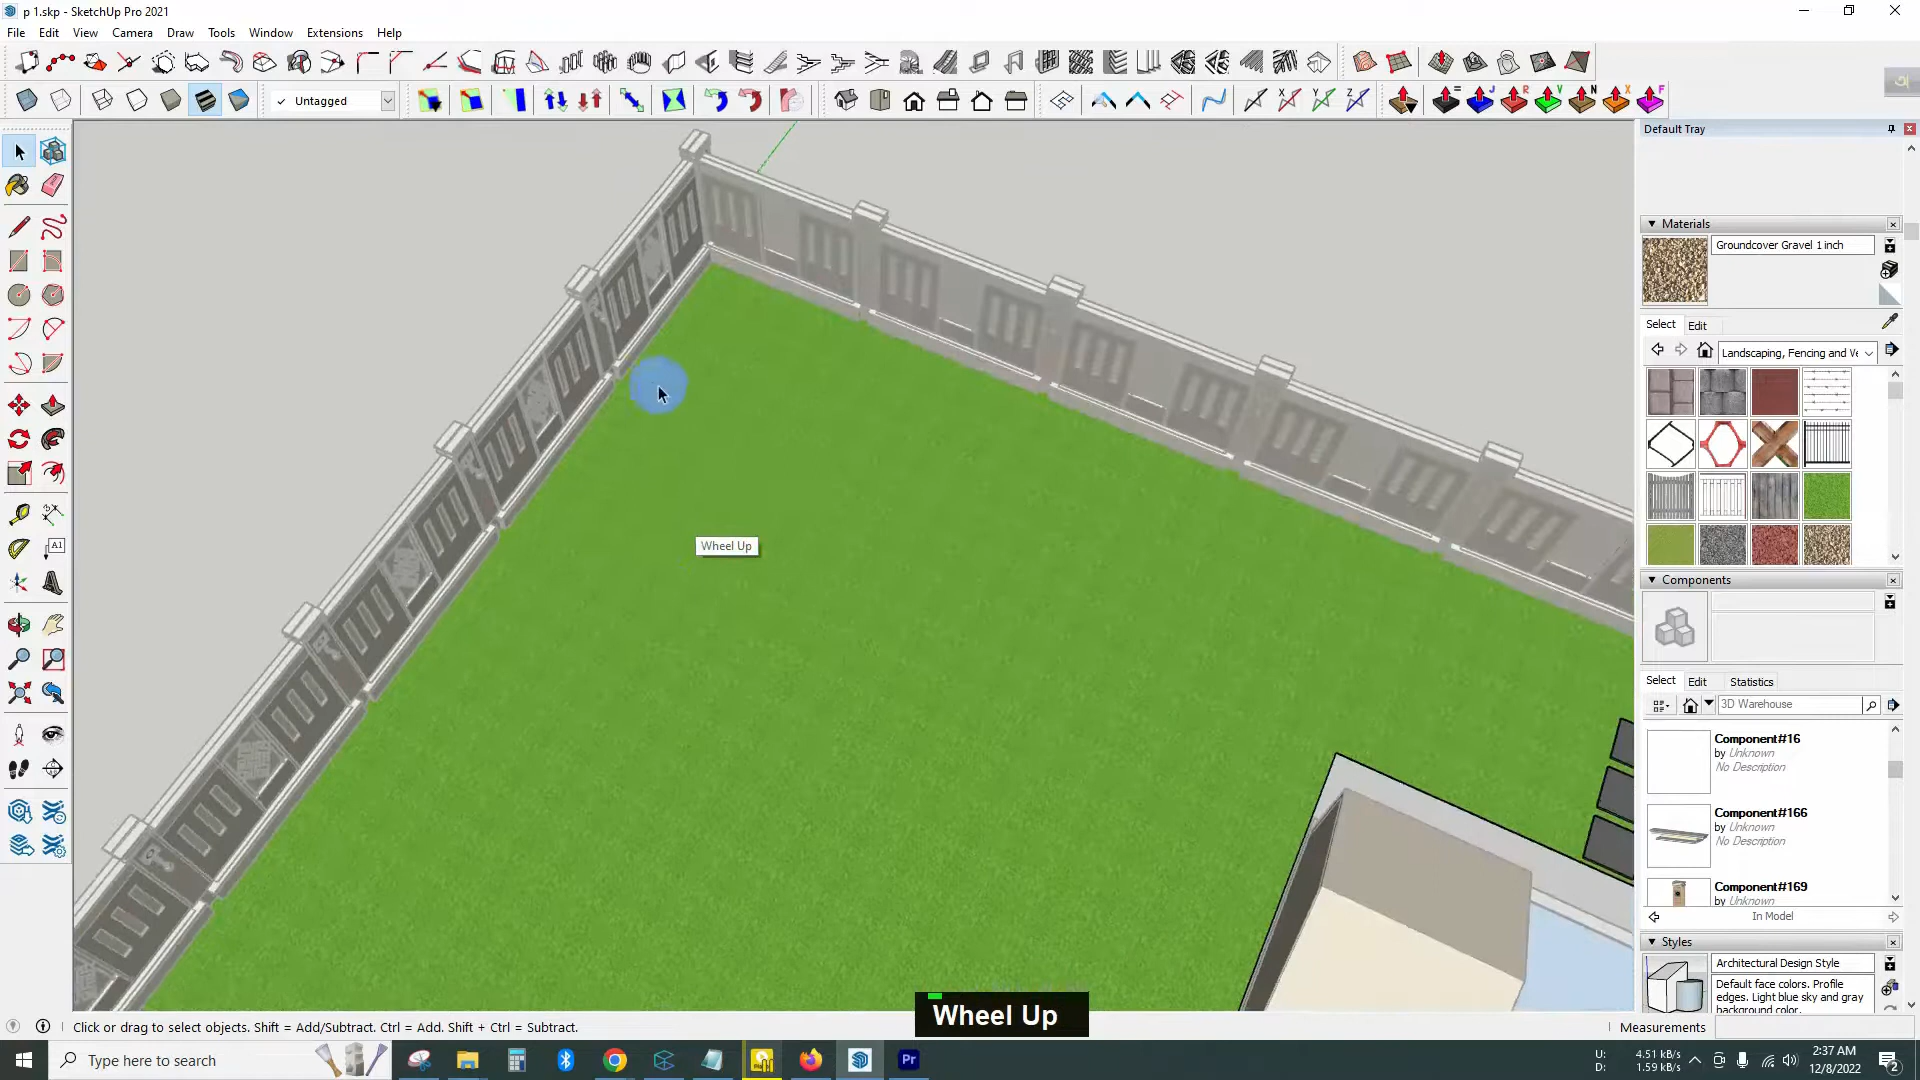 p 1.skp - SketchUp Pro 2021
File Edit View Camera Draw Tools Window Extensions Help
Untagged
Default Tray
Materials
Groundcover Gravel 1 inch
Select Edit
Landscaping, Fencing and Ve
Wheel Up
Components
Select Edit Statistics
3D Warehouse
Component#16
by Unknown
No Description
Component#166
by Unknown
No Description
Component#169
by Unknown
In Model
Styles
Architectural Design Style
Default face colors. Profile
edges. Light blue sky and gray
background color.
Wheel Up
Click or drag to select objects. Shift = Add/Subtract. Ctrl = Add. Shift + Ctrl = Subtract.
Measurements
Type here to search
U: 4.51 kB/s
D: 1.59 kB/s
2:37 AM
12/8/2022